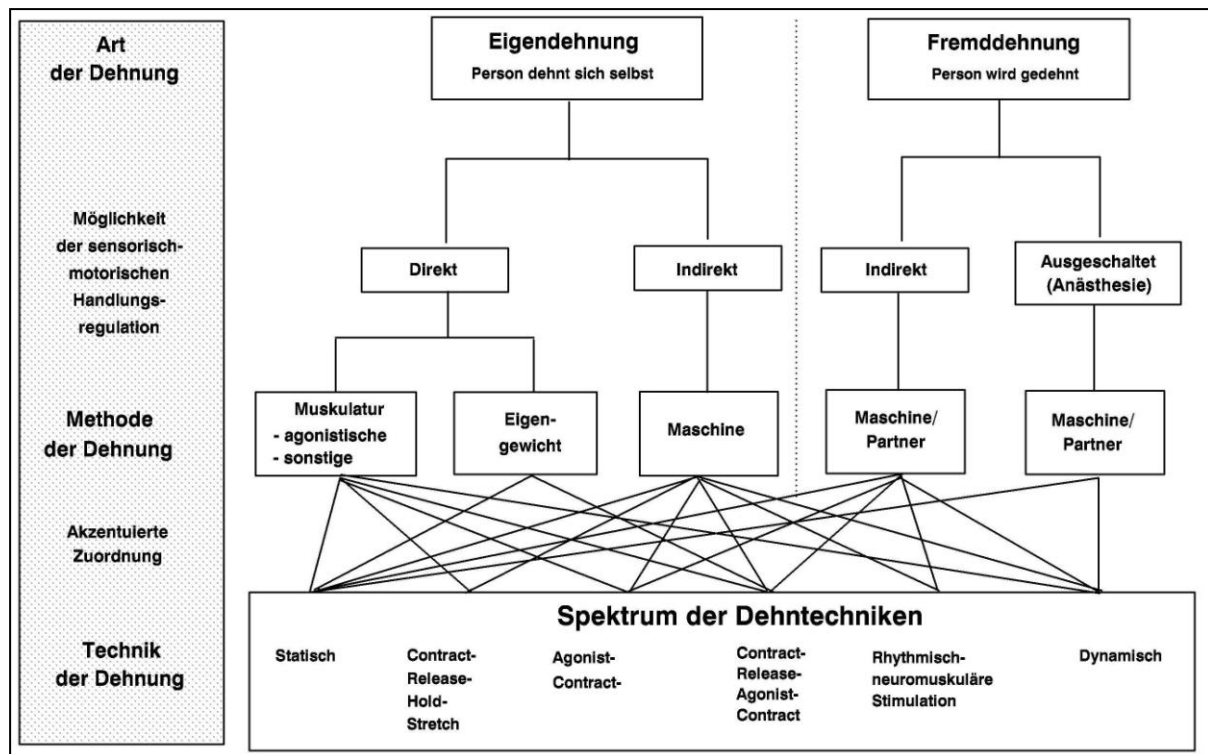 Art
der Dehnung
Eigendehnung
Person dehnt sich selbst
Fremddehnung
Person wird gedehnt
Möglichkeit
der sensorisch-
motorischen
Handlungs-
regulation
Direkt
Indirekt
Indirekt
Ausgeschaltet
(Anästhesie)
Methode
der Dehnung
Muskulatur
- agonistische
- sonstige
Eigen-
gewicht
Maschine
Maschine/
Partner
Maschine/
Partner
Akzentuierte
Zuordnung
Technik
der Dehnung
Spektrum der Dehntechniken
Statisch
Contract-
Release-
Hold-
Stretch
Agonist-
Contract-
Contract-
Release-
Agonist-
Contract
Rhythmisch-
neuromuskuläre
Stimulation
Dynamisch